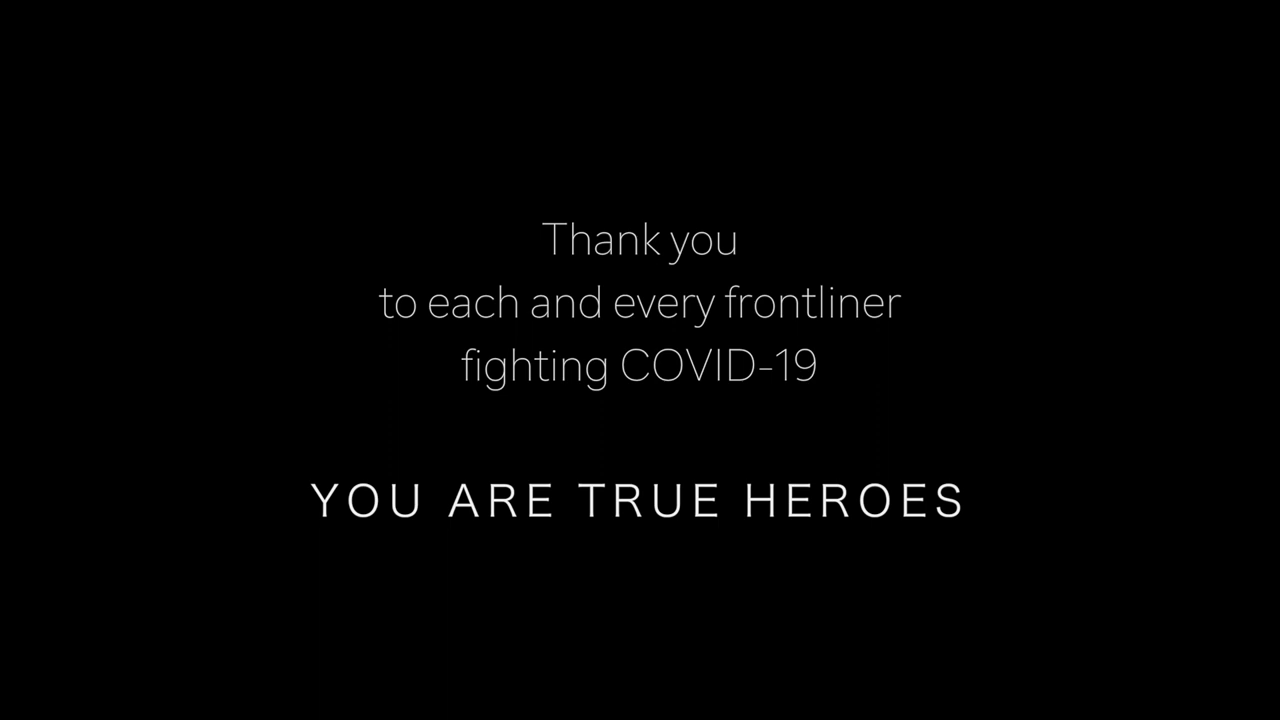 Thank you
to each and every frontliner
fighting COVID-19
YOU ARE TRUE HEROES